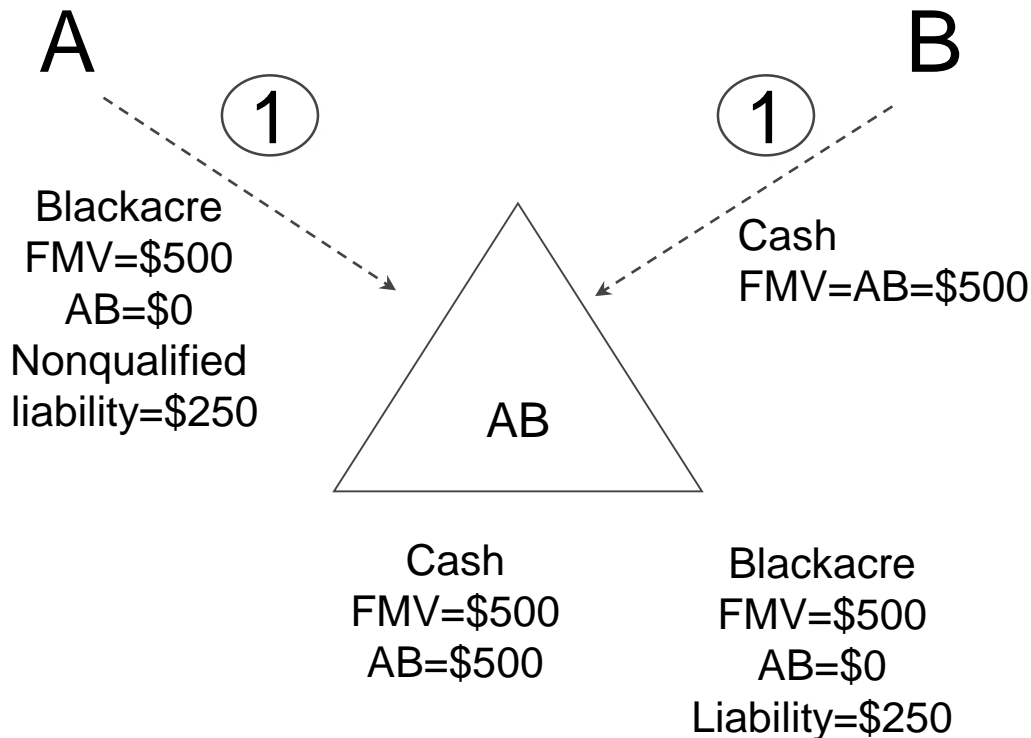 A
B
1
1
Blackacre
FMV=$500
AB=$0
Nonqualified
liability=$250
Cash
FMV=AB=$500
AB
Cash
FMV=$500
AB=$500
Blackacre
FMV=$500
AB=$0
Liability=$250